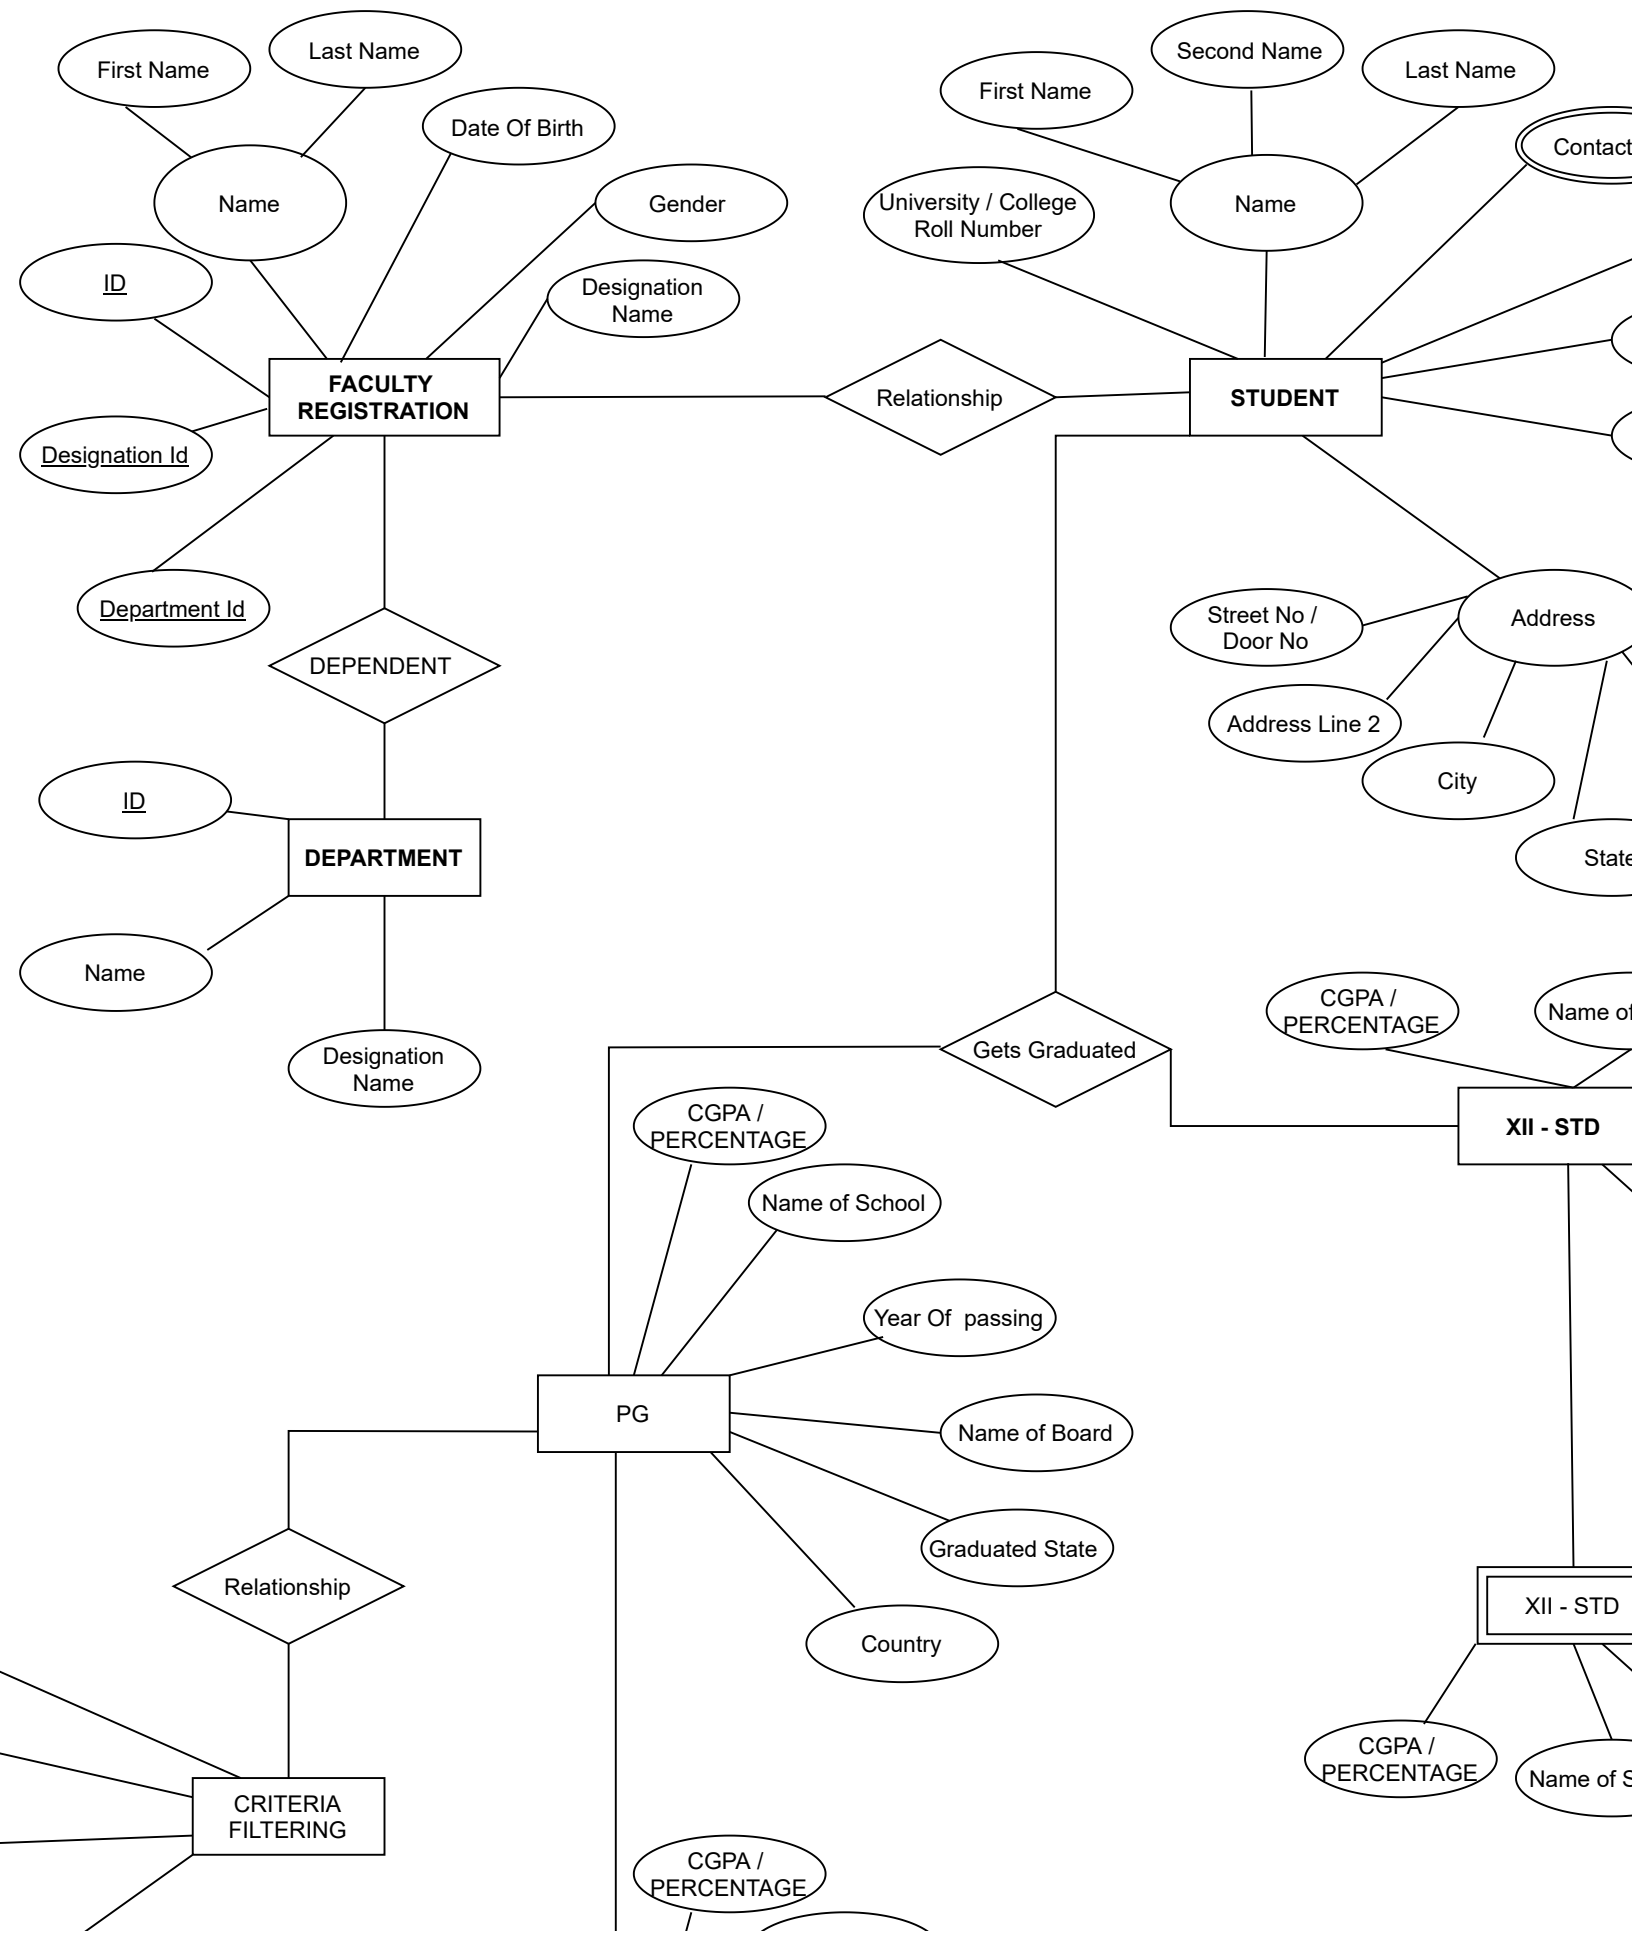 First Name
Last Name
Date Of Birth
Name
Gender
ID
Designation
Name
FACULTY
REGISTRATION
Designation Id
Department Id
Relationship
First Name
Second Name
Last Name
Contact
University / College
Roll Number
Name
STUDENT
Street No /
Door No
Address
Address Line 2
City
State
DEPENDENT
ID
DEPARTMENT
Name
Designation
Name
Gets Graduated
CGPA /
PERCENTAGE
Name of
XII - STD
CGPA /
PERCENTAGE
Name of School
Year Of  passing
PG
Name of Board
Graduated State
Country
Relationship
CRITERIA
FILTERING
XII - STD
CGPA /
PERCENTAGE
Name of S
CGPA /
PERCENTAGE